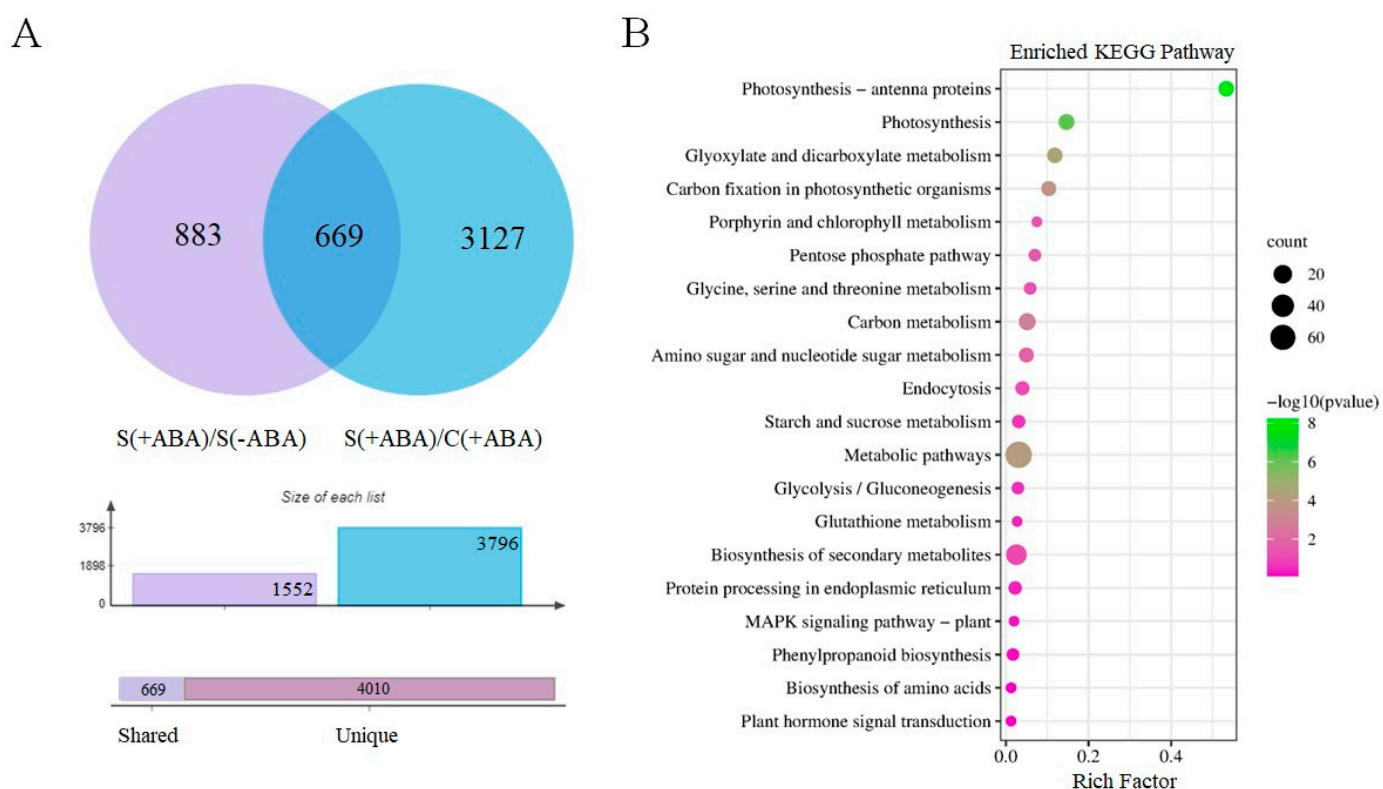 A
883
669
3127
S(+ABA)/S(-ABA)
S(+ABA)/C(+ABA)
Size of each list
3796
1898
0
1552
3796
669
4010
Shared
Unique
B
Enriched KEGG Pathway
Photosynthesis − antenna proteins
Photosynthesis
Glyoxylate and dicarboxylate metabolism
Carbon fixation in photosynthetic organisms
Porphyrin and chlorophyll metabolism
Pentose phosphate pathway
Glycine, serine and threonine metabolism
Carbon metabolism
Amino sugar and nucleotide sugar metabolism
Endocytosis
Starch and sucrose metabolism
Metabolic pathways
Glycolysis / Gluconeogenesis
Glutathione metabolism
Biosynthesis of secondary metabolites
Protein processing in endoplasmic reticulum
MAPK signaling pathway − plant
Phenylpropanoid biosynthesis
Biosynthesis of amino acids
Plant hormone signal transduction
0.0
0.2
0.4
Rich Factor
count
20
40
60
−log10(pvalue)
8
6
4
2